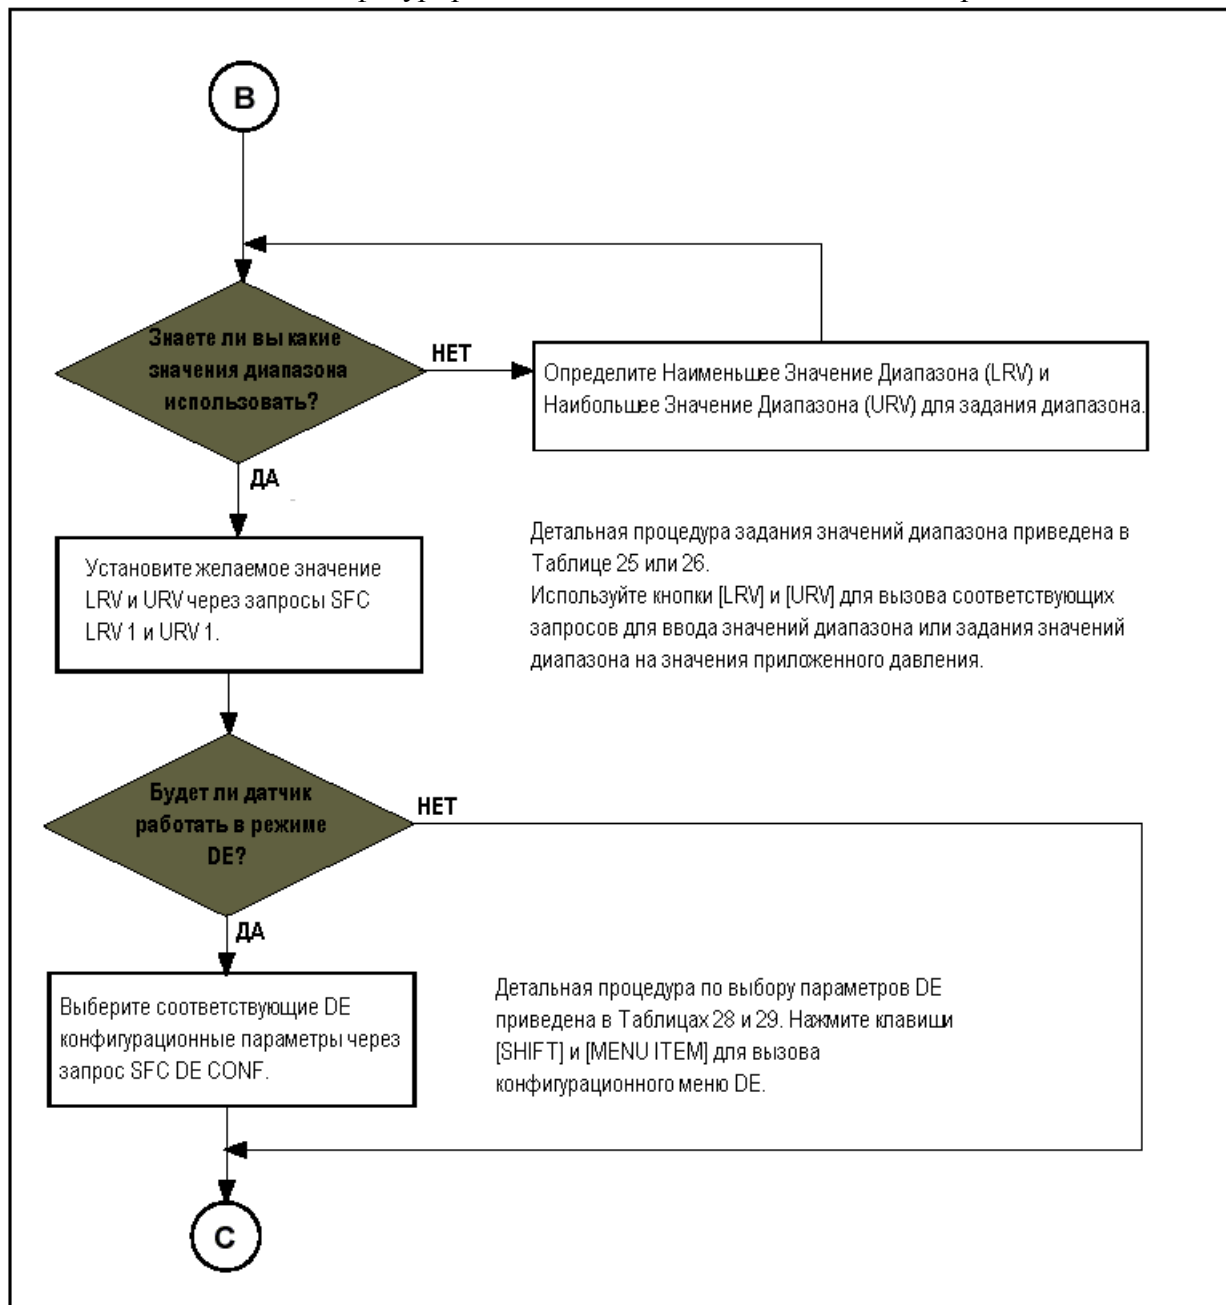 B
Знаете ли вы какие
значения диапазона
использовать?
НЕТ
Определите Наименьшее Значение Диапазона (LRV) и
Наибольшее Значение Диапазона (URV) для задания диапазона.
ДА
Установите желаемое значение
LRV и URV через запросы SFC
LRV 1 и URV 1.
Детальная процедура задания значений диапазона приведена в
Таблице 25 или 26.
Используйте кнопки [LRV] и [URV] для вызова соответствующих
запросов для ввода значений диапазона или задания значений
диапазона на значения приложенного давления.
Будет ли датчик
работать в режиме
DE?
НЕТ
ДА
Выберите соответствующие DE
конфигурационные параметры через
запрос SFC DE CONF.
Детальная процедура по выбору параметров DE
приведена в Таблицах 28 и 29. Нажмите клавиши
[SHIFT] и [MENU ITEM] для вызова
конфигурационного меню DE.
C